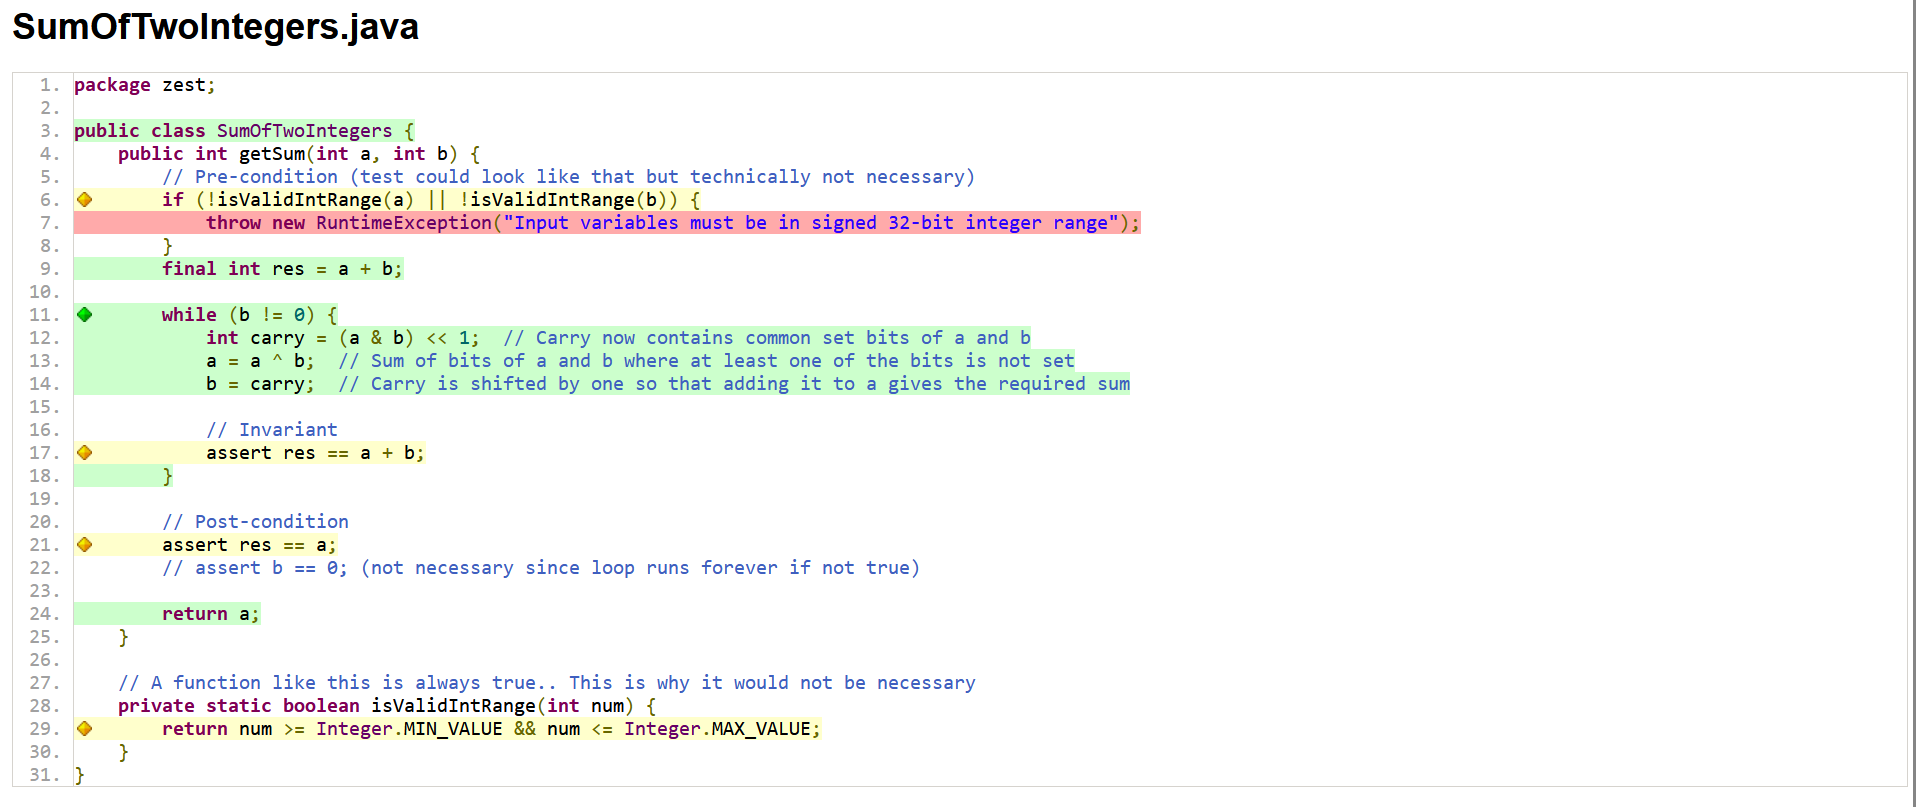 SumOfTwoIntegers.java
1. package zest;
2.
3. public class SumOfTwoIntegers {
4.     public int getSum(int a, int b) {
5.         // Pre-condition (test could look like that but technically not necessary)
6.         if (!isValidIntRange(a) || !isValidIntRange(b)) {
7.             throw new RuntimeException("Input variables must be in signed 32-bit integer range");
8.         }
9.         final int res = a + b;
10.
11.         while (b != 0) {
12.             int carry = (a & b) << 1;  // Carry now contains common set bits of a and b
13.             a = a ^ b;  // Sum of bits of a and b where at least one of the bits is not set
14.             b = carry;  // Carry is shifted by one so that adding it to a gives the required sum
15.
16.             // Invariant
17.             assert res == a + b;
18.         }
19.
20.         // Post-condition
21.         assert res == a;
22.         // assert b == 0; (not necessary since loop runs forever if not true)
23.
24.         return a;
25.     }
26.
27.     // A function like this is always true.. This is why it would not be necessary
28.     private static boolean isValidIntRange(int num) {
29.         return num >= Integer.MIN_VALUE && num <= Integer.MAX_VALUE;
30.     }
31. }